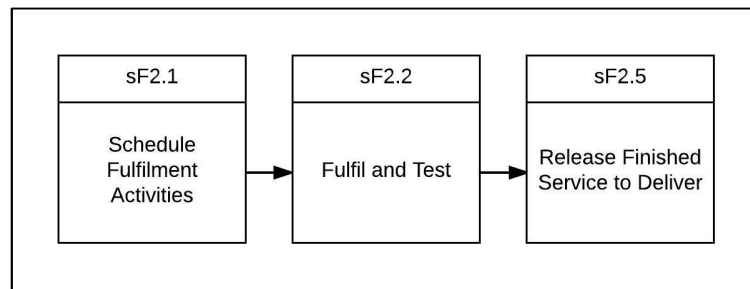 sF2.1
Schedule
Fulfilment
Activities
sF2.2
Fulfil and Test
sF2.5
Release Finished
Service to Deliver